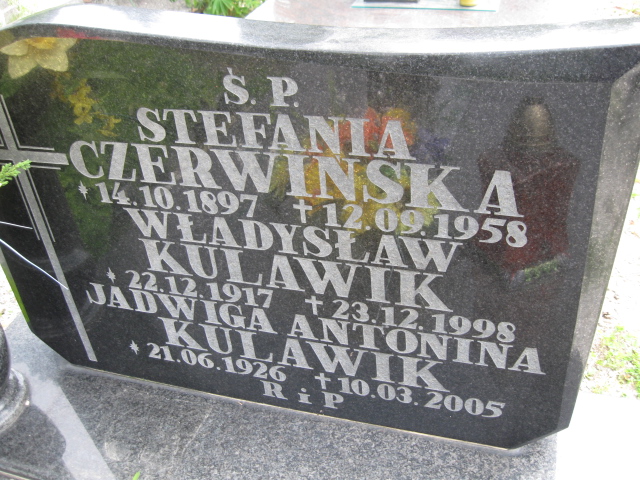 Ś. P.
STEFANIA
CZERWIŃSKA
* 14.10.1897 † 12.09.1958
WŁADYSŁAW
KULAWIK
* 22.12.1917 † 23.12.1998
JADWIGA ANTONINA
KULAWIK
* 21.06.1926 † 10.03.2005
R i P